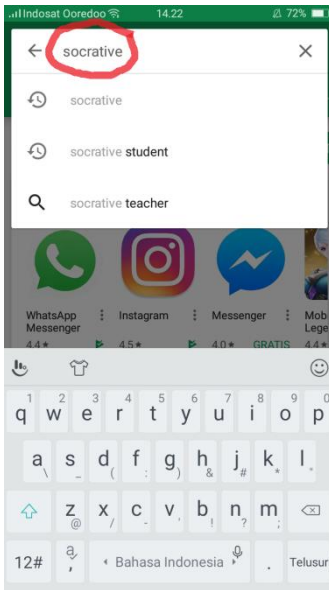 Indosat Ooredoo 14.22 72%
socrative
socrative
socrative student
socrative teacher
WhatsApp Messenger
Instagram
Messenger
Mob
Lege
4.4★ 4.5★ 4.0★ GRATIS 4.4★
1 2 3 4 5 6 7 8 9 0
q w e r t y u i o p
a s d f g h j k l
\ _ ( : ) & # * '
z x c v b n m
@ / - ' ! ? ;
12# , Bahasa Indonesia . Telusur